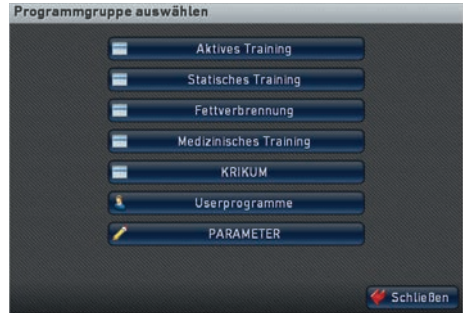 Programmgruppe auswählen
Aktives Training
Statisches Training
Fettverbrennung
Medizinisches Training
KRIKUM
Userprogramme
PARAMETER
Schließen